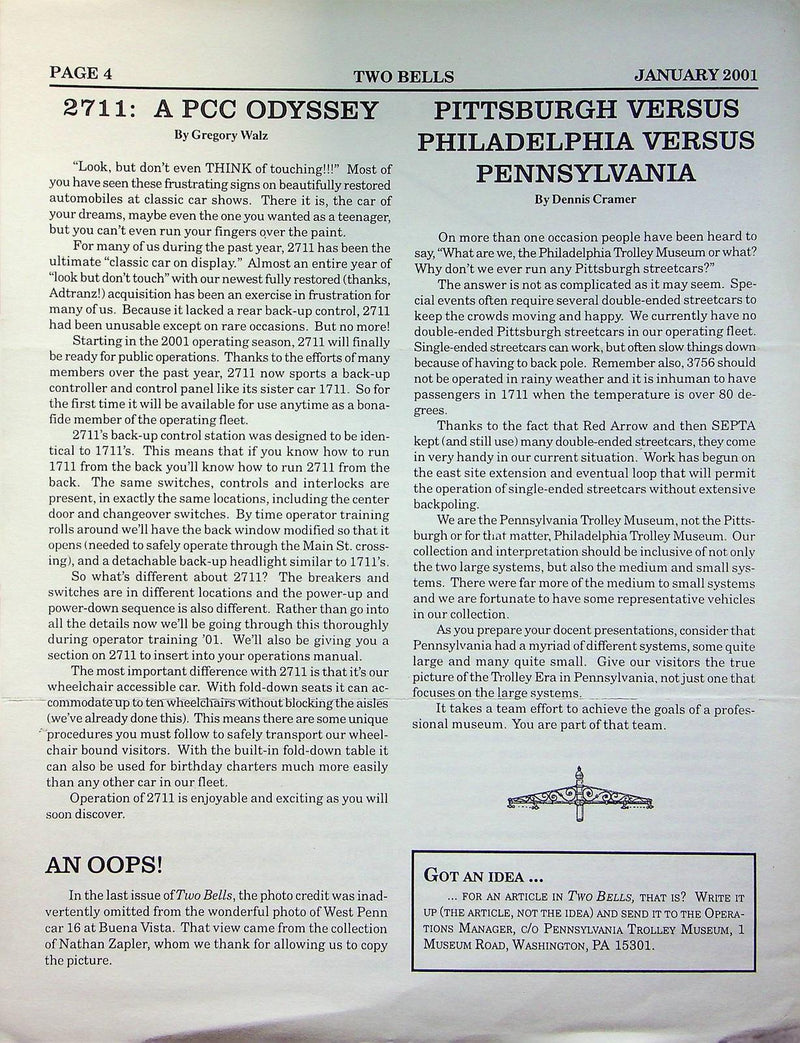 PAGE 4
TWO BELLS
JANUARY 2001
2711: A PCC ODYSSEY
By Gregory Walz
"Look, but don't even THINK of touching!!!" Most of
you have seen these frustrating signs on beautifully restored
automobiles at classic car shows. There it is, the car of
your dreams, maybe even the one you wanted as a teenager,
but you can't even run your fingers over the paint.
For many of us during the past year, 2711 has been the
ultimate "classic car on display." Almost an entire year of
"look but don't touch" with our newest fully restored (thanks,
Adtranz!) acquisition has been an exercise in frustration for
many of us. Because it lacked a rear back-up control, 2711
had been unusable except on rare occasions. But no more!
Starting in the 2001 operating season, 2711 will finally
be ready for public operations. Thanks to the efforts of many
members over the past year, 2711 now sports a back-up
controller and control panel like its sister car 1711. So for
the first time it will be available for use anytime as a bona-
fide member of the operating fleet.
2711's back-up control station was designed to be iden-
tical to 1711's. This means that if you know how to run
1711 from the back you'll know how to run 2711 from the
back. The same switches, controls and interlocks are
present, in exactly the same locations, including the center
door and changeover switches. By time operator training
rolls around we'll have the back window modified so that it
opens (needed to safely operate through the Main St. cross-
ing), and a detachable back-up headlight similar to 1711's.
So what's different about 2711? The breakers and
switches are in different locations and the power-up and
power-down sequence is also different. Rather than go into
all the details now we'll be going through this thoroughly
during operator training '01. We'll also be giving you a
section on 2711 to insert into your operations manual.
The most important difference with 2711 is that it's our
wheelchair accessible car. With fold-down seats it can ac-
commodate up to ten wheelchairs without blocking the aisles
(we've already done this). This means there are some unique
procedures you must follow to safely transport our wheel-
chair bound visitors. With the built-in fold-down table it
can also be used for birthday charters much more easily
than any other car in our fleet.
Operation of 2711 is enjoyable and exciting as you will
soon discover.
AN OOPS!
In the last issue of Two Bells, the photo credit was inad-
vertently omitted from the wonderful photo of West Penn
car 16 at Buena Vista. That view came from the collection
of Nathan Zapler, whom we thank for allowing us to copy
the picture.
PITTSBURGH VERSUS
PHILADELPHIA VERSUS
PENNSYLVANIA
By Dennis Cramer
On more than one occasion people have been heard to
say, "What are we, the Philadelphia Trolley Museum or what?
Why don't we ever run any Pittsburgh streetcars?"
The answer is not as complicated as it may seem. Spe-
cial events often require several double-ended streetcars to
keep the crowds moving and happy. We currently have no
double-ended Pittsburgh streetcars in our operating fleet.
Single-ended streetcars can work, but often slow things down
because of having to back pole. Remember also, 3756 should
not be operated in rainy weather and it is inhuman to have
passengers in 1711 when the temperature is over 80 de-
grees.
Thanks to the fact that Red Arrow and then SEPTA
kept (and still use) many double-ended streetcars, they come
in very handy in our current situation. Work has begun on
the east site extension and eventual loop that will permit
the operation of single-ended streetcars without extensive
backpoling.
We are the Pennsylvania Trolley Museum, not the Pitts-
burgh or for that matter, Philadelphia Trolley Museum. Our
collection and interpretation should be inclusive of not only
the two large systems, but also the medium and small sys-
tems. There were far more of the medium to small systems
and we are fortunate to have some representative vehicles
in our collection.
As you prepare your docent presentations, consider that
Pennsylvania had a myriad of different systems, some quite
large and many quite small. Give our visitors the true
picture of the Trolley Era in Pennsylvania, not just one that
focuses on the large systems.
It takes a team effort to achieve the goals of a profes-
sional museum. You are part of that team.
GOT AN IDEA ...
... FOR AN ARTICLE IN TWO BELLS, THAT IS? WRITE IT
UP (THE ARTICLE, NOT THE IDEA) AND SEND IT TO THE OPERA-
TIONS MANAGER, C/O PENNSYLVANIA TROLLEY MUSEUM, 1
MUSEUM ROAD, WASHINGTON, PA 15301.